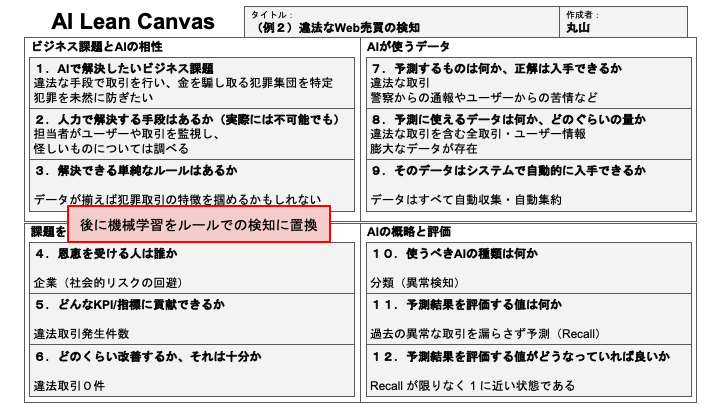 AI Lean Canvas
タイトル：
（例２）違法なWeb売買の検知
作成者：
丸山
ビジネス課題とAIの相性
１．AIで解決したいビジネス課題
違法な手段で取引を行い、金を騙し取る犯罪集団を特定
犯罪を未然に防ぎたい
２．人力で解決する手段はあるか（実際には不可能でも）
担当者がユーザーや取引を監視し、
怪しいものについては調べる
３．解決できる単純なルールはあるか
データが揃えば犯罪取引の特徴を掴めるかもしれない
後に機械学習をルールでの検知に置換
課題を
４．恩恵を受ける人は誰か
企業（社会的リスクの回避）
５．どんなKPI/指標に貢献できるか
違法取引発生件数
６．どのくらい改善するか、それは十分か
違法取引０件
AIが使うデータ
７．予測するものは何か、正解は入手できるか
違法な取引
警察からの通報やユーザーからの苦情など
８．予測に使えるデータは何か、どのぐらいの量か
違法な取引を含む全取引・ユーザー情報
膨大なデータが存在
９．そのデータはシステムで自動的に入手できるか
データはすべて自動収集・自動集約
AIの概略と評価
１０．使うべきAIの種類は何か
分類（異常検知）
１１．予測結果を評価する値は何か
過去の異常な取引を漏らさず予測（Recall）
１２．予測結果を評価する値がどうなっていれば良いか
Recall が限りなく１に近い状態である